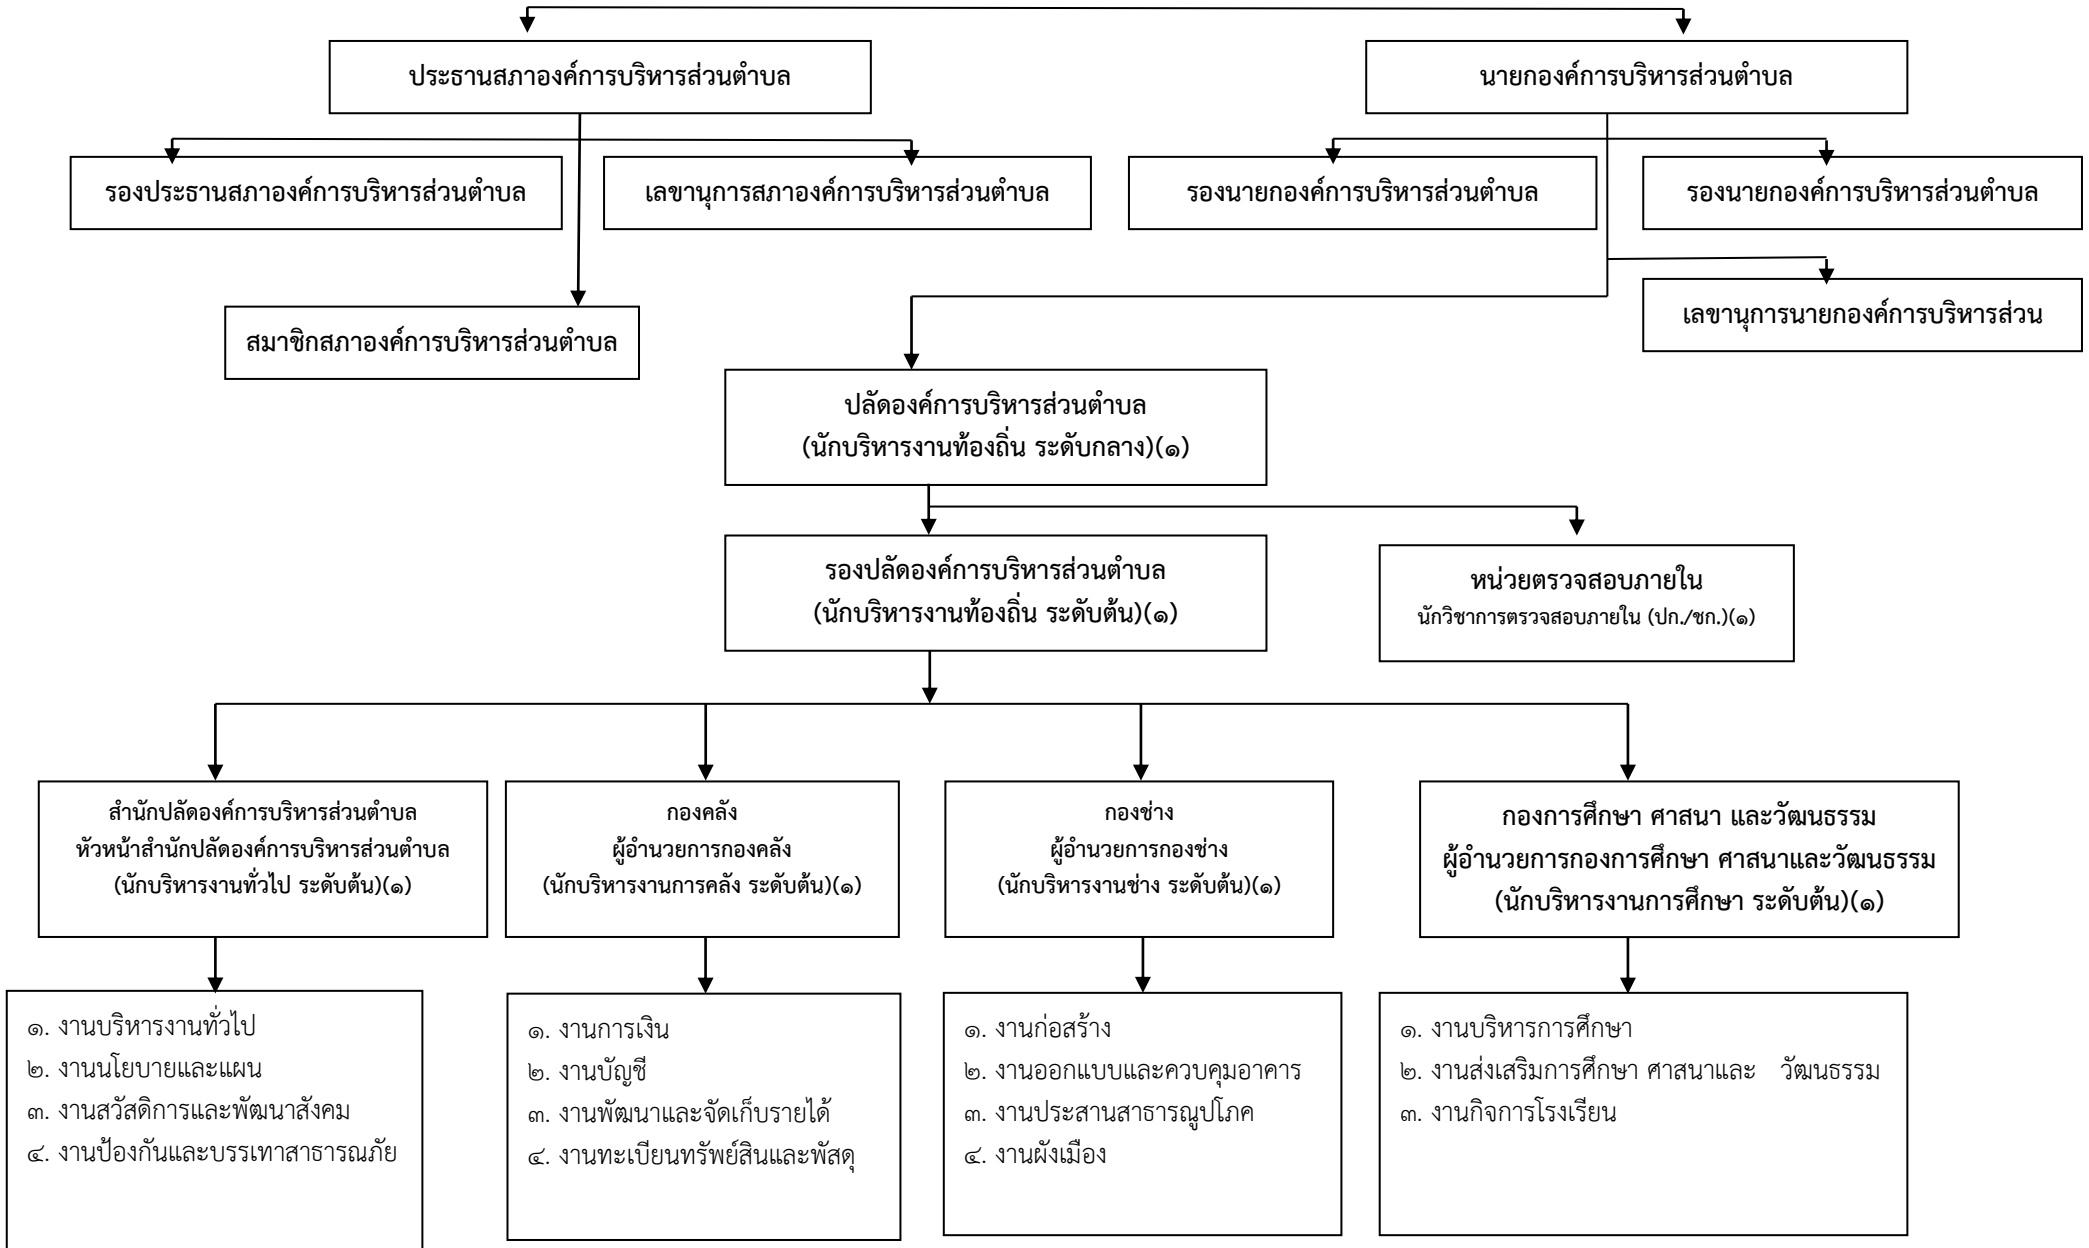 ประธานสภาองค์การบริหารส่วนตำบล
นายกองค์การบริหารส่วนตำบล
รองประธานสภาองค์การบริหารส่วนตำบล
เลขานุการสภาองค์การบริหารส่วนตำบล
รองนายกองค์การบริหารส่วนตำบล
รองนายกองค์การบริหารส่วนตำบล
เลขานุการนายกองค์การบริหารส่วน
สมาชิกสภาองค์การบริหารส่วนตำบล
ปลัดองค์การบริหารส่วนตำบล
(นักบริหารงานท้องถิ่น ระดับกลาง)(๑)
รองปลัดองค์การบริหารส่วนตำบล
(นักบริหารงานท้องถิ่น ระดับต้น)(๑)
หน่วยตรวจสอบภายใน
นักวิชาการตรวจสอบภายใน (ปก./ชก.)(๑)
สำนักปลัดองค์การบริหารส่วนตำบล
หัวหน้าสำนักปลัดองค์การบริหารส่วนตำบล
(นักบริหารงานทั่วไป ระดับต้น)(๑)
กองคลัง
ผู้อำนวยการกองคลัง
(นักบริหารงานการคลัง ระดับต้น)(๑)
กองช่าง
ผู้อำนวยการกองช่าง
(นักบริหารงานช่าง ระดับต้น)(๑)
กองการศึกษา ศาสนา และวัฒนธรรม
ผู้อำนวยการกองการศึกษา ศาสนาและวัฒนธรรม
(นักบริหารงานการศึกษา ระดับต้น)(๑)
๑. งานบริหารงานทั่วไป
๒. งานนโยบายและแผน
๓. งานสวัสดิการและพัฒนาสังคม
๔. งานป้องกันและบรรเทาสาธารณภัย
๑. งานการเงิน
๒. งานบัญชี
๓. งานพัฒนาและจัดเก็บรายได้
๔. งานทะเบียนทรัพย์สินและพัสดุ
๑. งานก่อสร้าง
๒. งานออกแบบและควบคุมอาคาร
๓. งานประสานสาธารณูปโภค
๔. งานผังเมือง
๑. งานบริหารการศึกษา
๒. งานส่งเสริมการศึกษา ศาสนาและ วัฒนธรรม
๓. งานกิจการโรงเรียน